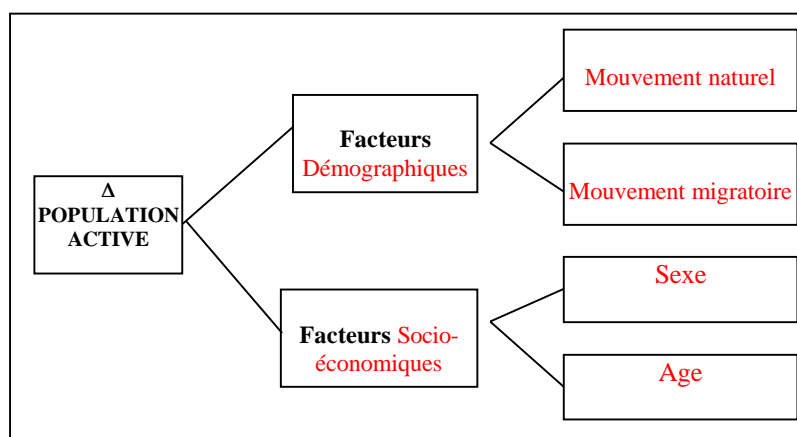 Δ
POPULATION
ACTIVE
Facteurs
Démographiques
Mouvement naturel
Mouvement migratoire
Facteurs Socio-
économiques
Sexe
Age